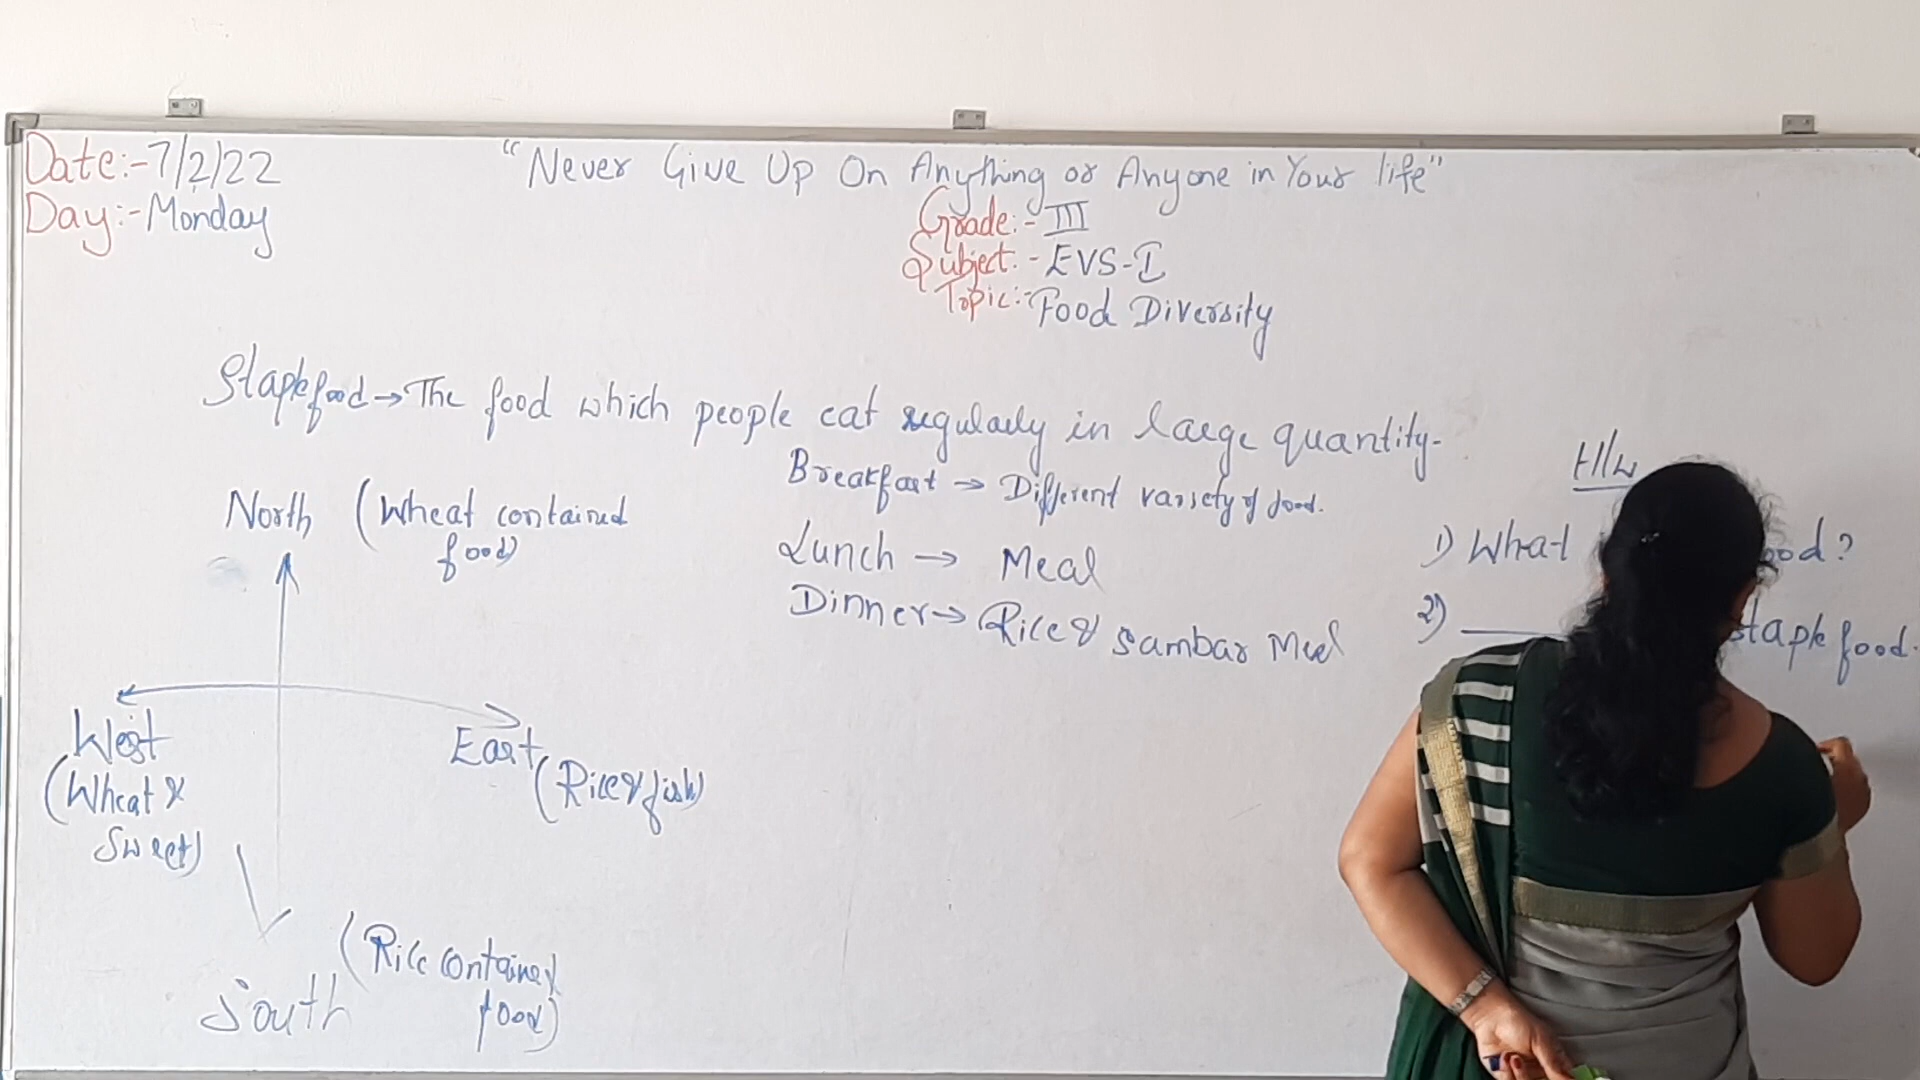 Date:-7/2/22
"Never Give Up On Anything or Anyone in Your life"
Day:-Monday
Grade:-III
Subject:-EVS-I
Topic:-Food Diversity
Staple food→The food which people eat regularly in large quantity.
Breakfast → Different varsety of food.
Lunch → Meal
Dinner→ Rice & Sambar Meal
North (Wheat contained
food)
West
(Wheat &
Sweet)
East
(Rice & fish)
(Rice contained
food)
South
H/w
1) What food?
2) staple food.